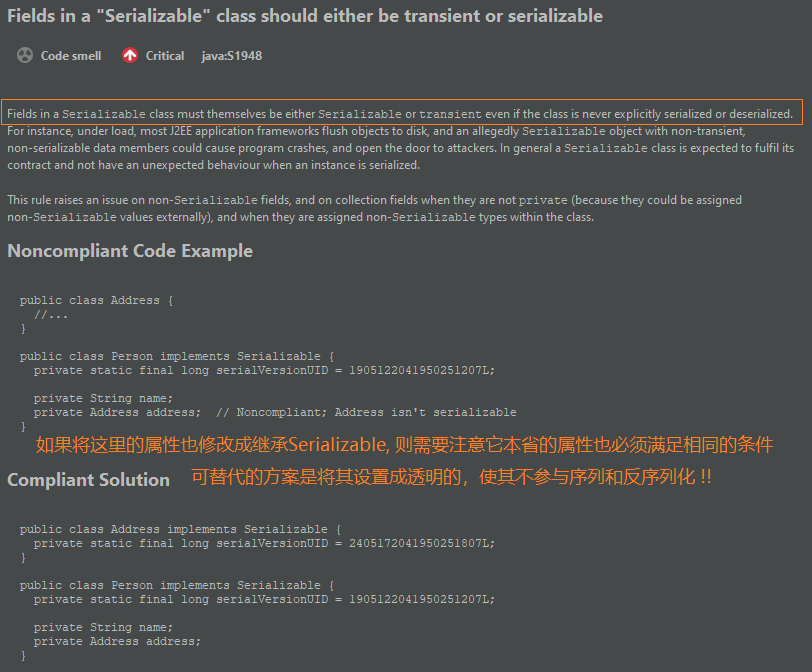 Fields in a "Serializable" class should either be transient or serializable
Code smell Critical java:S1948
Fields in a Serializable class must themselves be either Serializable or transient even if the class is never explicitly serialized or deserialized.
For instance, under load, most J2EE application frameworks flush objects to disk, and an allegedly Serializable object with non-transient,
non-serializable data members could cause program crashes, and open the door to attackers. In general a Serializable class is expected to fulfil its
contract and not have an unexpected behaviour when an instance is serialized.
This rule raises an issue on non-Serializable fields, and on collection fields when they are not private (because they could be assigned
non-Serializable values externally), and when they are assigned non-Serializable types within the class.
Noncompliant Code Example
public class Address {
//...
}
public class Person implements Serializable {
private static final long serialVersionUID = 1905122041950251207L;
private String name;
private Address address; // Noncompliant; Address isn't serializable
}
如果将这里的属性也修改成继承Serializable, 则需要注意它本省的属性也必须满足相同的条件
可替代的方案是将其设置成透明的，使其不参与序列和反序列化 !!
Compliant Solution
public class Address implements Serializable {
private static final long serialVersionUID = 2405172041950251807L;
}
public class Person implements Serializable {
private static final long serialVersionUID = 1905122041950251207L;
private String name;
private Address address;
}